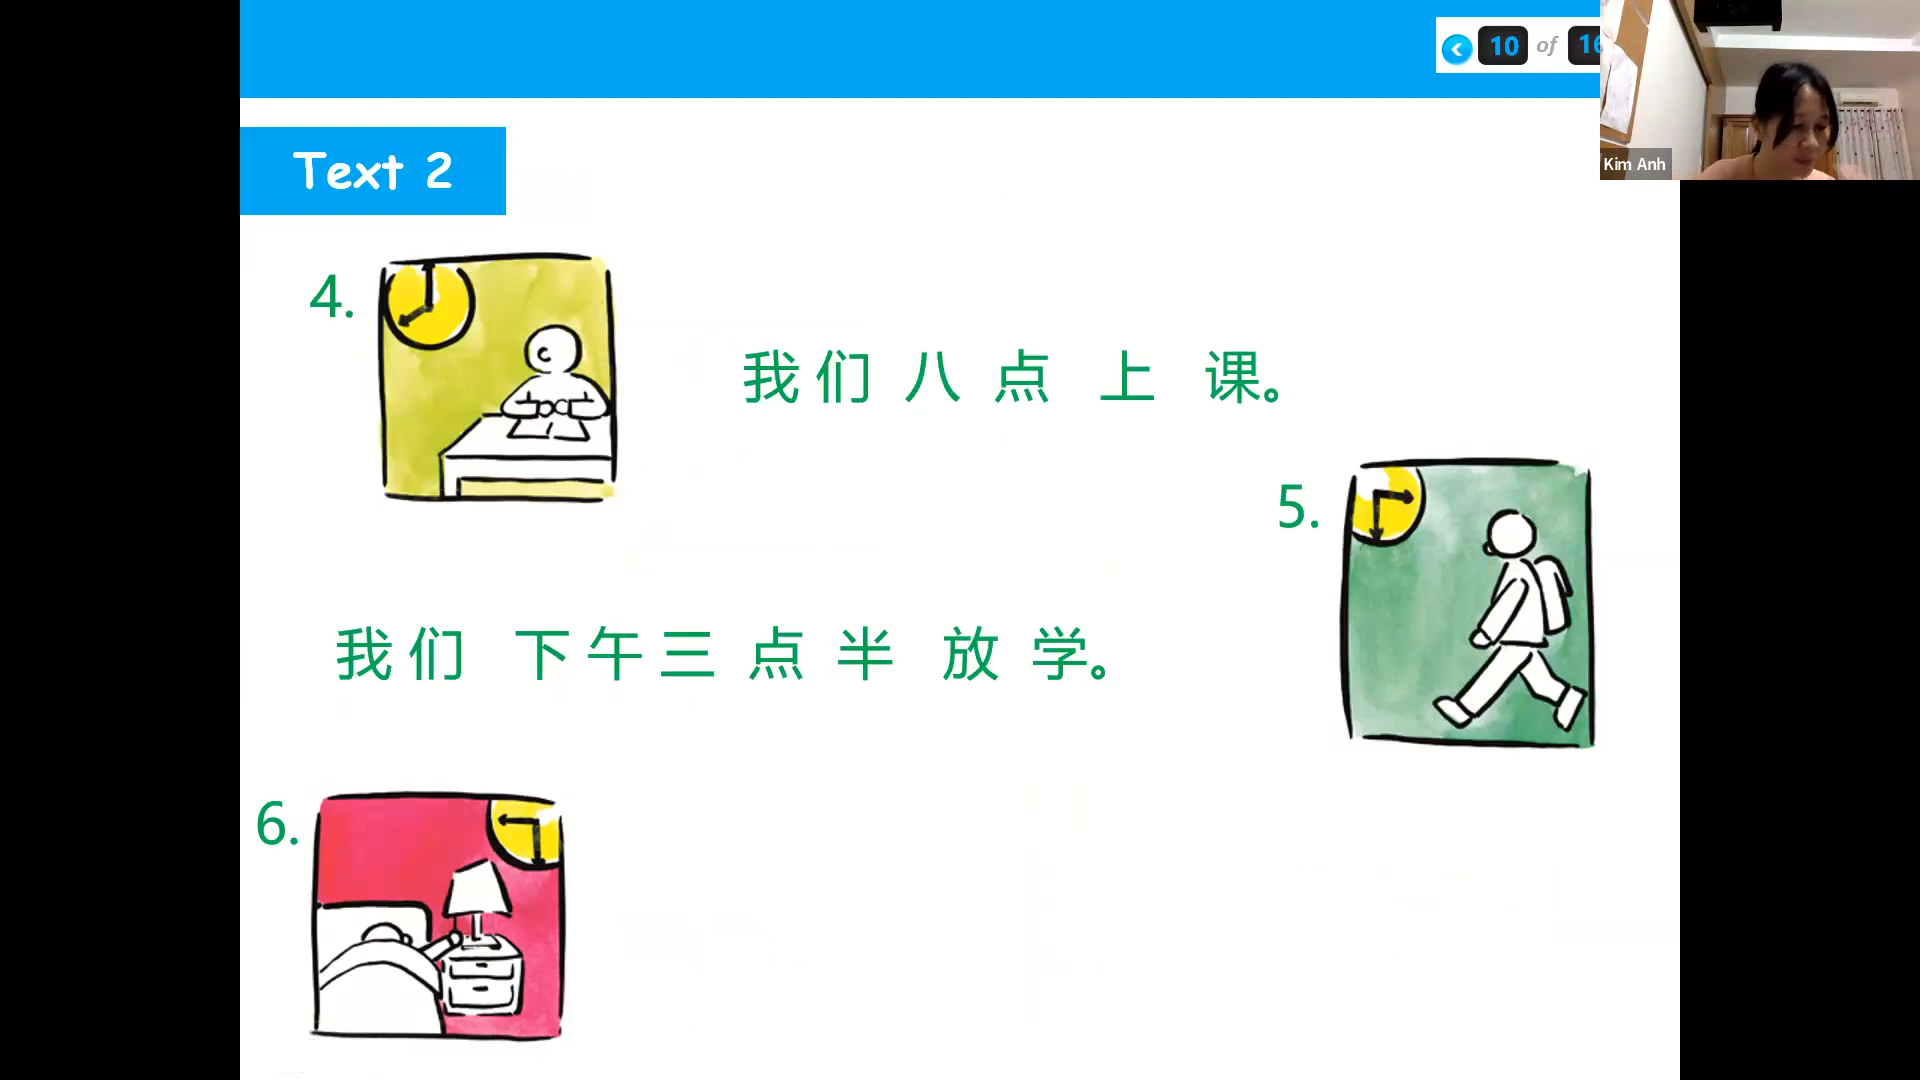 10 of 16
Kim Anh
Text 2
4.
我们 八点 上 课。
5.
我们 下午三点半 放学。
6.